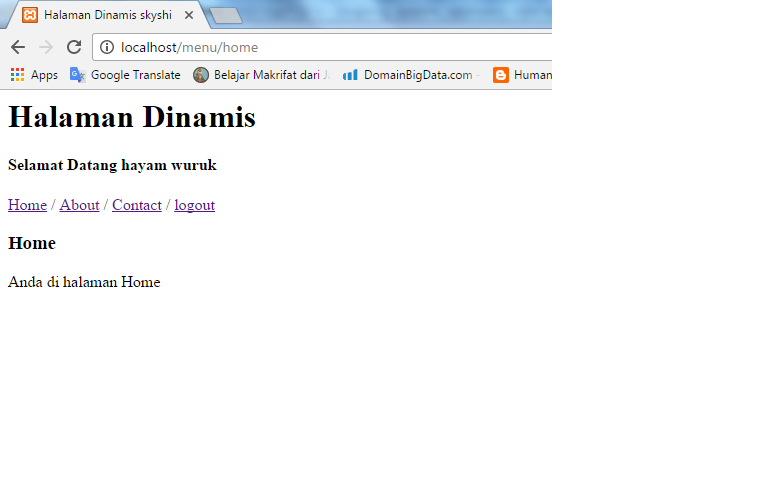 Halaman Dinamis skyshi
localhost/menu/home
Apps Google Translate Belajar Makrifat dari J DomainBigData.com - Human
Halaman Dinamis
Selamat Datang hayam wuruk
Home / About / Contact / logout
Home
Anda di halaman Home